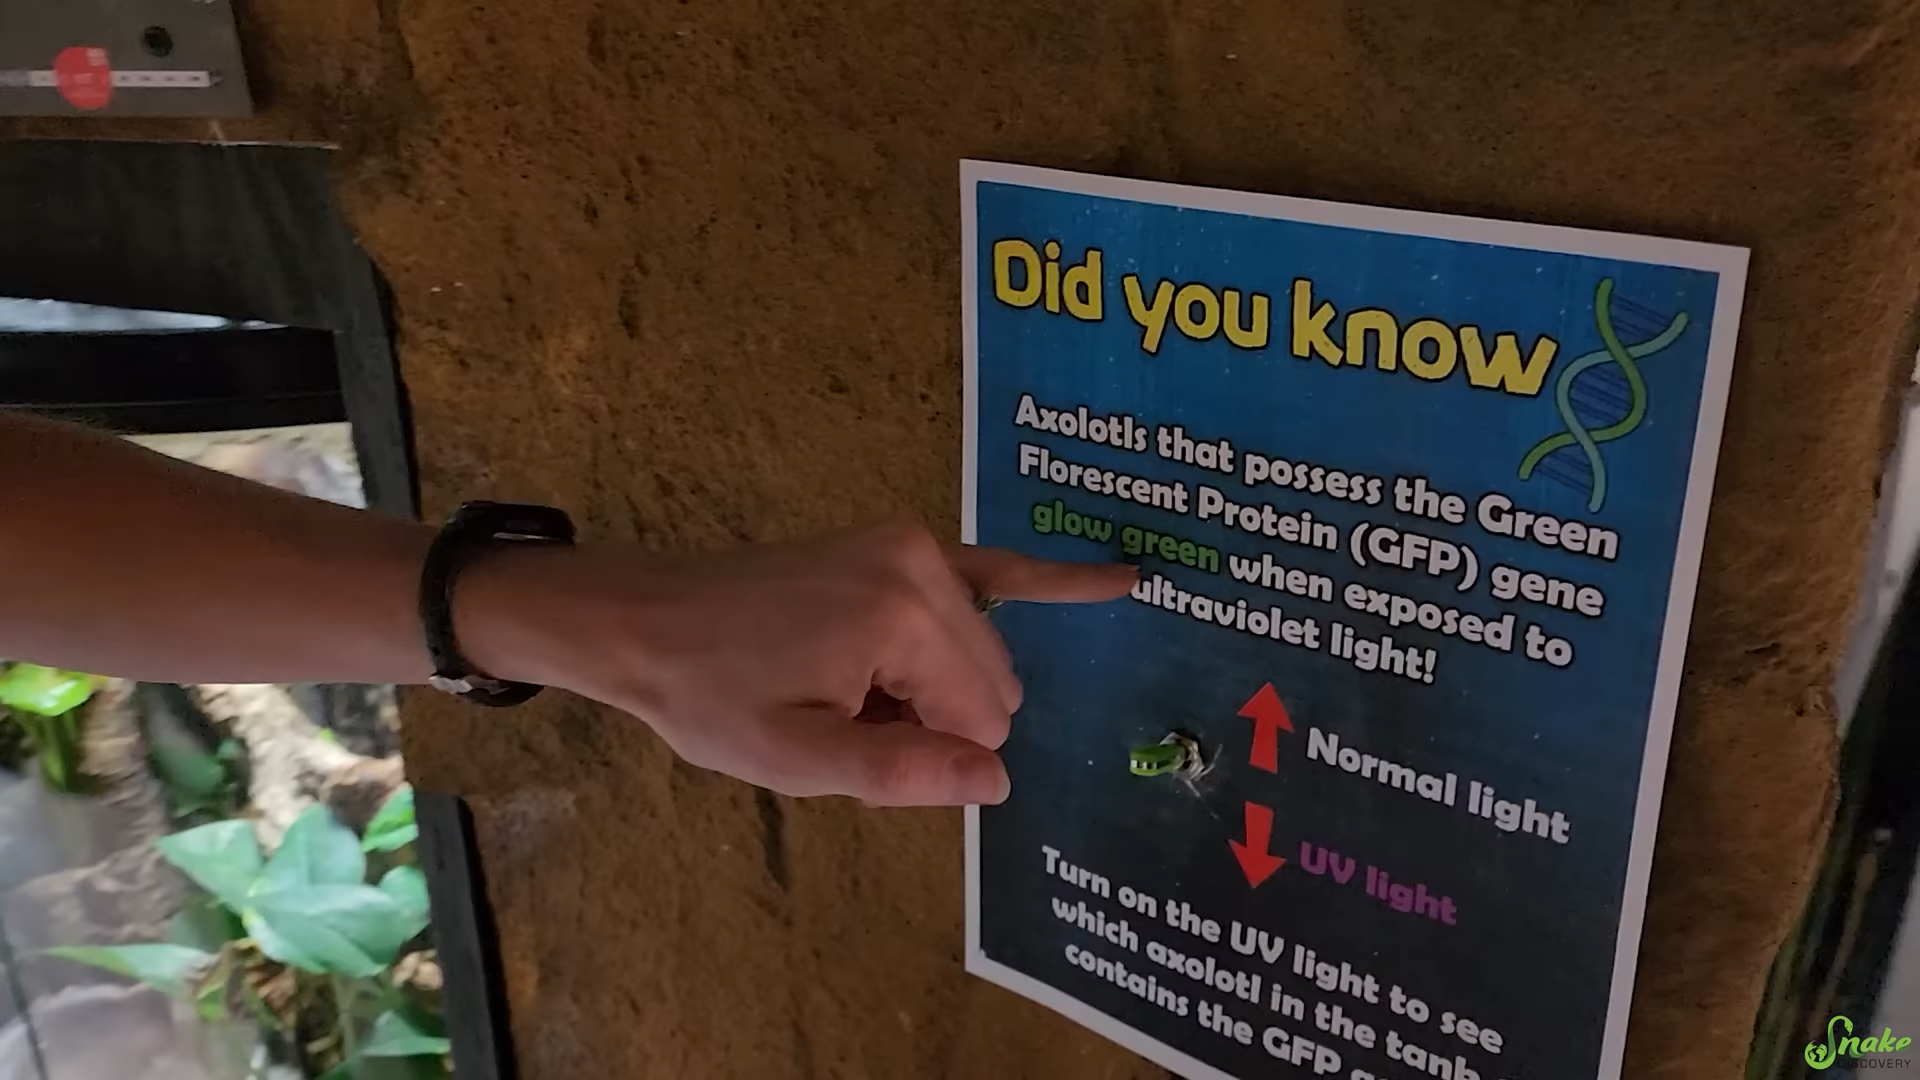 Did you know
Axolotls that possess the Green
Florescent Protein (GFP) gene
glow green when exposed to
ultraviolet light!
Normal light
UV light
Turn on the UV light to see
which axolotl in the tank
contains the GFP
Snake
DISCOVERY